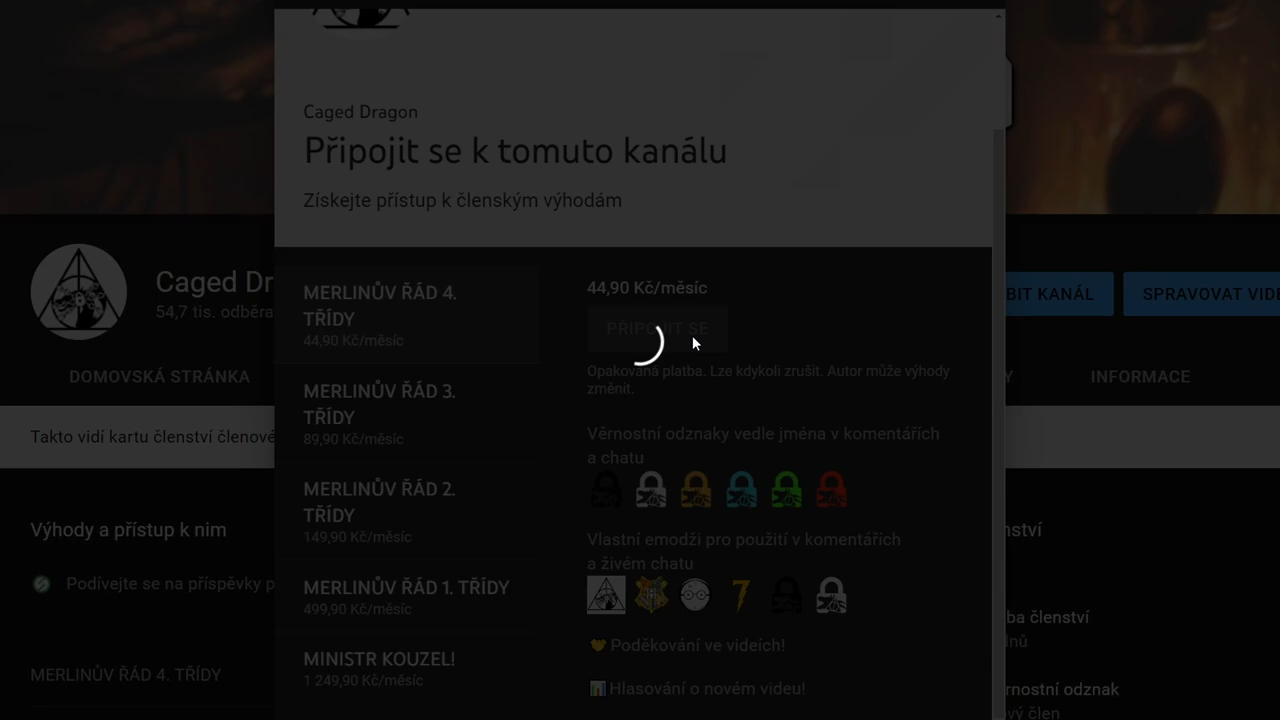 Caged Dragon
Připojit se k tomuto kanálu
Získejte přístup k členským výhodám
Caged Dr
54,7 tis. odběra
BIT KANÁL
SPRAVOVAT VIDE
DOMOVSKÁ STRÁNKA
Y
INFORMACE
Takto vidí kartu členství členové
Výhody a přístup k nim
Podívejte se na příspěvky p
MERLINŮV ŘÁD 4. TŘÍDY
MERLINŮV ŘÁD 4.
TŘÍDY
44,90 Kč/měsíc
MERLINŮV ŘÁD 3.
TŘÍDY
89,90 Kč/měsíc
MERLINŮV ŘÁD 2.
TŘÍDY
149,90 Kč/měsíc
MERLINŮV ŘÁD 1. TŘÍDY
499,90 Kč/měsíc
MINISTR KOUZEL!
1 249,90 Kč/měsíc
44,90 Kč/měsíc
PŘIPOJIT SE
Opakovaná platba. Lze kdykoli zrušit. Autor může výhody
změnit.
Věrnostní odznaky vedle jména v komentářích
a chatu
Vlastní emodži pro použití v komentářích
a živém chatu
Poděkování ve videích!
Hlasování o novém videu!
nství
ba členství
dnů
rnostní odznak
vý člen